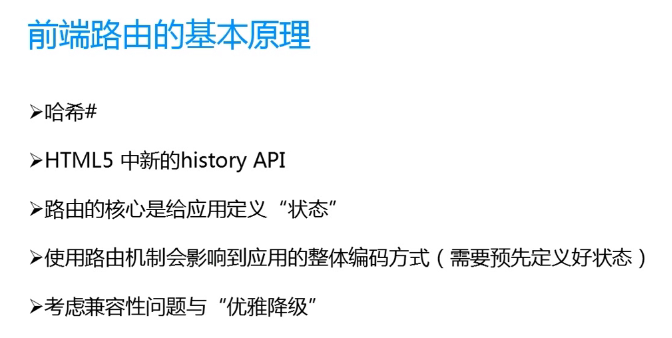 前端路由的基本原理
➢哈希#
➢HTML5 中新的history API
➢路由的核心是给应用定义“状态”
➢使用路由机制会影响到应用的整体编码方式（需要预先定义好状态）
➢考虑兼容性问题与“优雅降级”